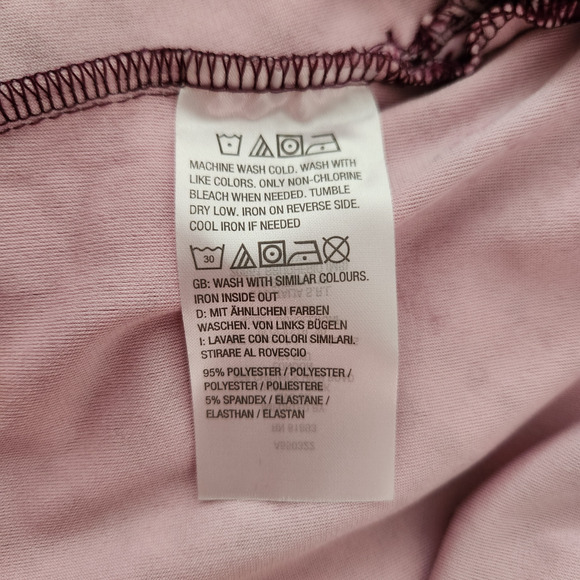 MACHINE WASH COLD. WASH WITH
LIKE COLORS. ONLY NON-CHLORINE
BLEACH WHEN NEEDED. TUMBLE
DRY LOW. IRON ON REVERSE SIDE.
COOL IRON IF NEEDED
30
GB: WASH WITH SIMILAR COLOURS.
IRON INSIDE OUT
D: MIT ÄHNLICHEN FARBEN
WASCHEN. VON LINKS BÜGELN
I: LAVARE CON COLORI SIMILARI.
STIRARE AL ROVESCIO
95% POLYESTER / POLYESTER /
POLYESTER / POLIESTERE
5% SPANDEX / ELASTANE /
ELASTHAN / ELASTAN